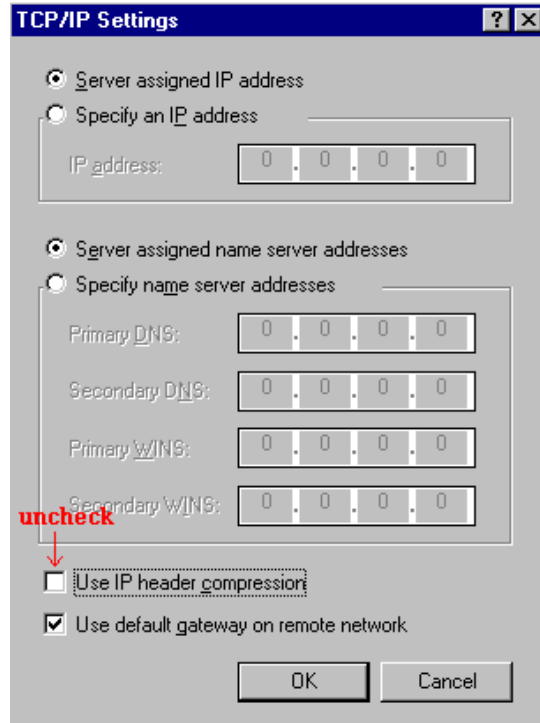 TCP/IP Settings
Server assigned IP address
Specify an IP address
IP address: 0 . 0 . 0 . 0
Server assigned name server addresses
Specify name server addresses
Primary DNS: 0 . 0 . 0 . 0
Secondary DNS: 0 . 0 . 0 . 0
Primary WINS: 0 . 0 . 0 . 0
Secondary WINS: 0 . 0 . 0 . 0
uncheck
Use IP header compression
Use default gateway on remote network
OK Cancel